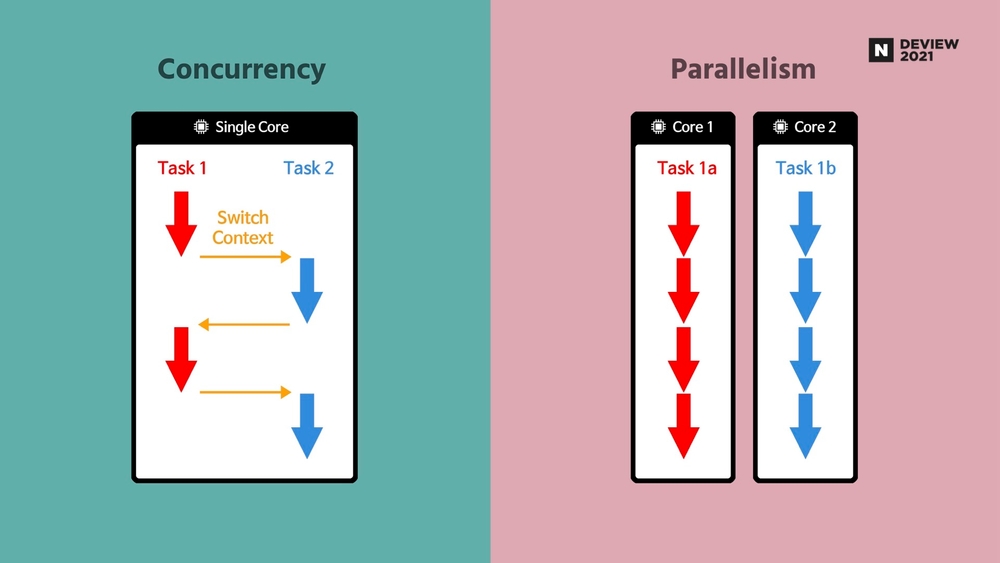 Concurrency
Single Core
Task 1
Task 2
Switch
Context
Parallelism
Core 1
Task 1a
Core 2
Task 1b
N
DEVIEW
2021